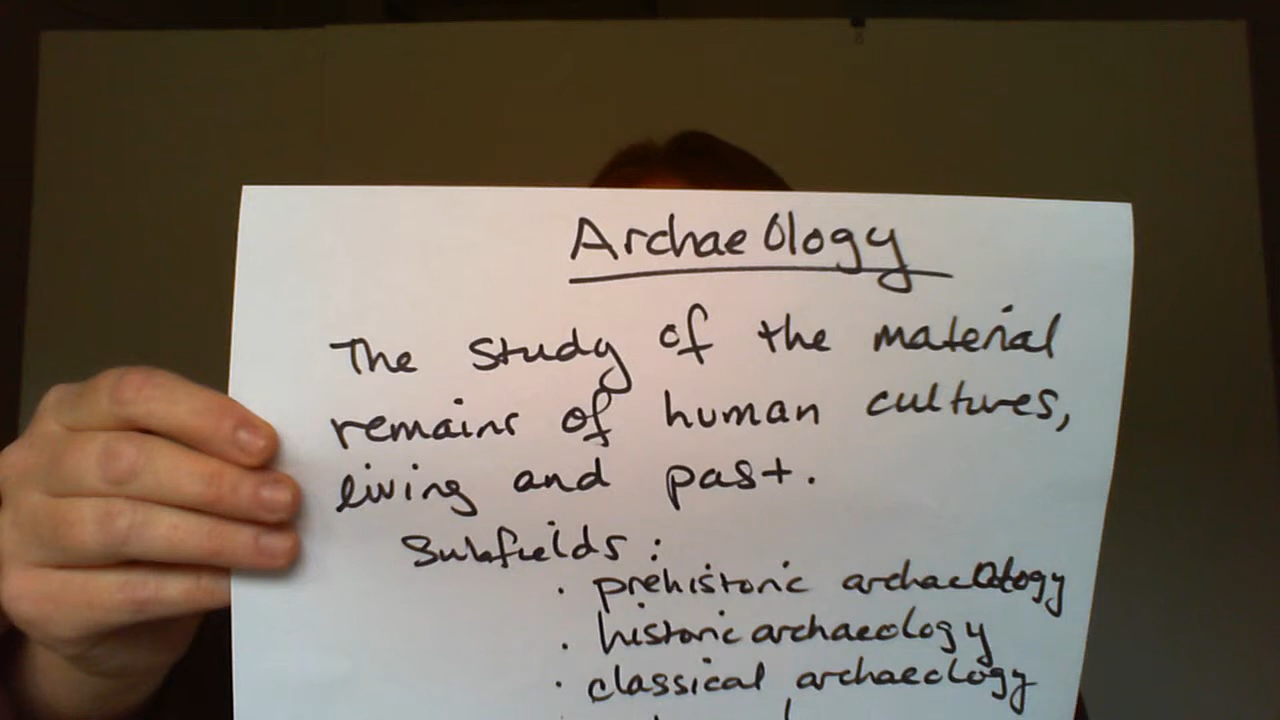 Archaeology
The study of the material
remains of human cultures,
living and past.
Subfields:
· prehistoric archaeology
· historic archaeology
· classical archaeology